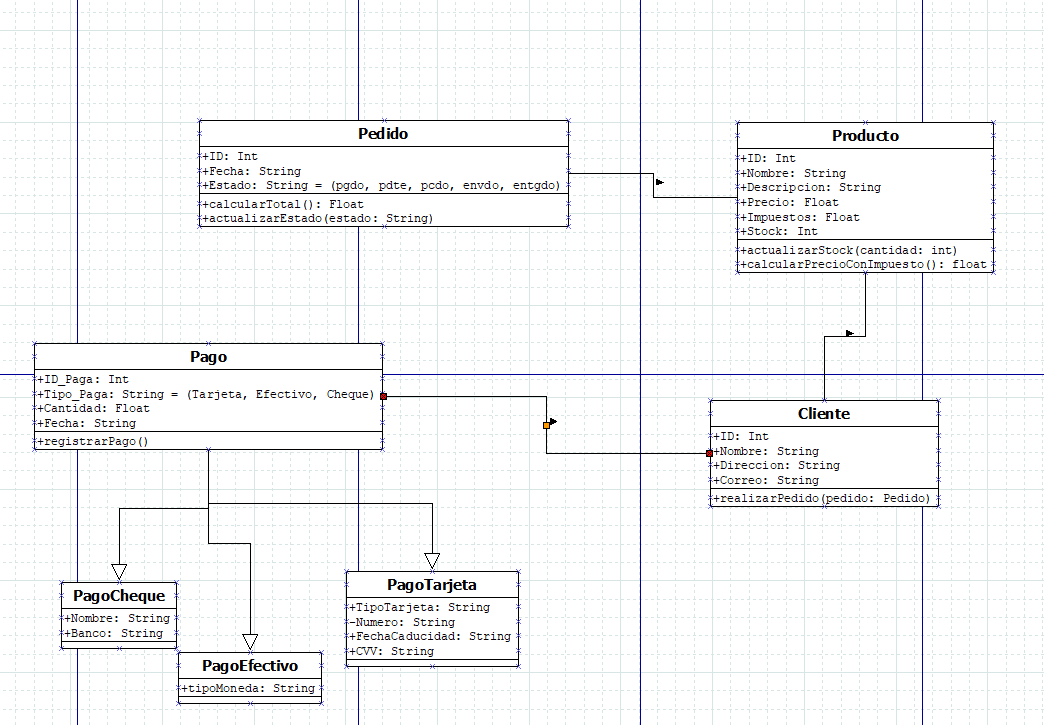 Pedido
+ID: Int
+Fecha: String
+Estado: String = (pgdo, pdte, pcdo, envdo, entgdo)
+calcularTotal(): Float
+actualizarEstado(estado: String)
Producto
+ID: Int
+Nombre: String
+Descripcion: String
+Precio: Float
+Impuestos: Float
+Stock: Int
+actualizarStock(cantidad: int)
+calcularPrecioConImpuesto(): float
Pago
+ID_Paga: Int
+Tipo_Paga: String = (Tarjeta, Efectivo, Cheque)
+Cantidad: Float
+Fecha: String
+registrarPago()
Cliente
+ID: Int
+Nombre: String
+Direccion: String
+Correo: String
+realizarPedido(pedido: Pedido)
PagoCheque
+Nombre: String
+Banco: String
PagoEfectivo
+tipoMoneda: String
PagoTarjeta
+TipoTarjeta: String
-Numero: String
+FechaCaducidad: String
+CVV: String